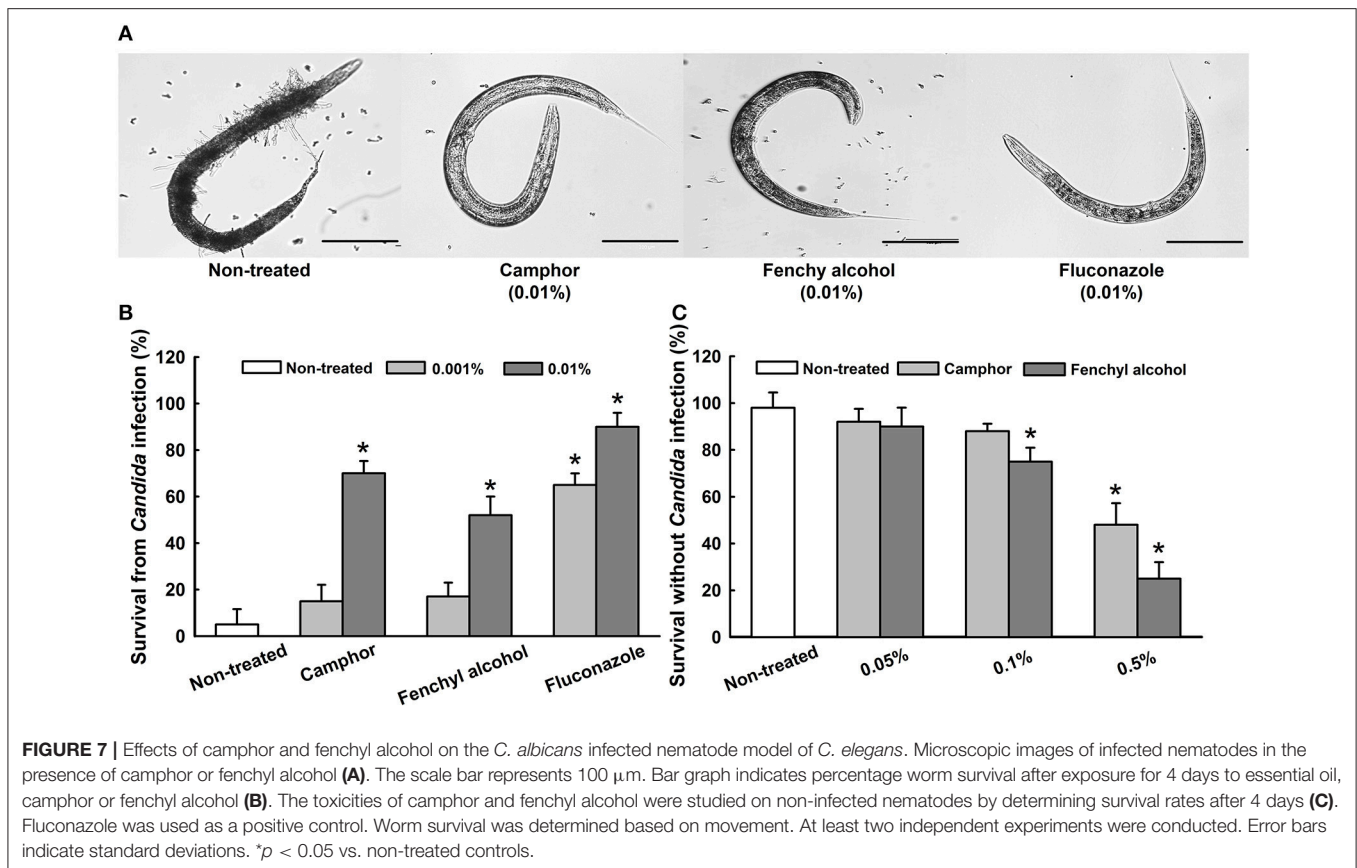 A
Non-treated
Camphor
(0.01%)
Fenchy alcohol
(0.01%)
Fluconazole
(0.01%)
B
Survival from Candida infection (%)
120
100
80
60
40
20
0
Non-treated 0.001% 0.01%
*
*
*
*
Non-treated
Camphor
Fenchyl alcohol
Fluconazole
C
Survival without Candida infection (%)
120
100
80
60
40
20
0
Non-treated Camphor Fenchyl alcohol
*
*
*
Non-treated
0.05%
0.1%
0.5%
FIGURE 7 | Effects of camphor and fenchyl alcohol on the C. albicans infected nematode model of C. elegans. Microscopic images of infected nematodes in the
presence of camphor or fenchyl alcohol (A). The scale bar represents 100 μm. Bar graph indicates percentage worm survival after exposure for 4 days to essential oil,
camphor or fenchyl alcohol (B). The toxicities of camphor and fenchyl alcohol were studied on non-infected nematodes by determining survival rates after 4 days (C).
Fluconazole was used as a positive control. Worm survival was determined based on movement. At least two independent experiments were conducted. Error bars
indicate standard deviations. *p < 0.05 vs. non-treated controls.